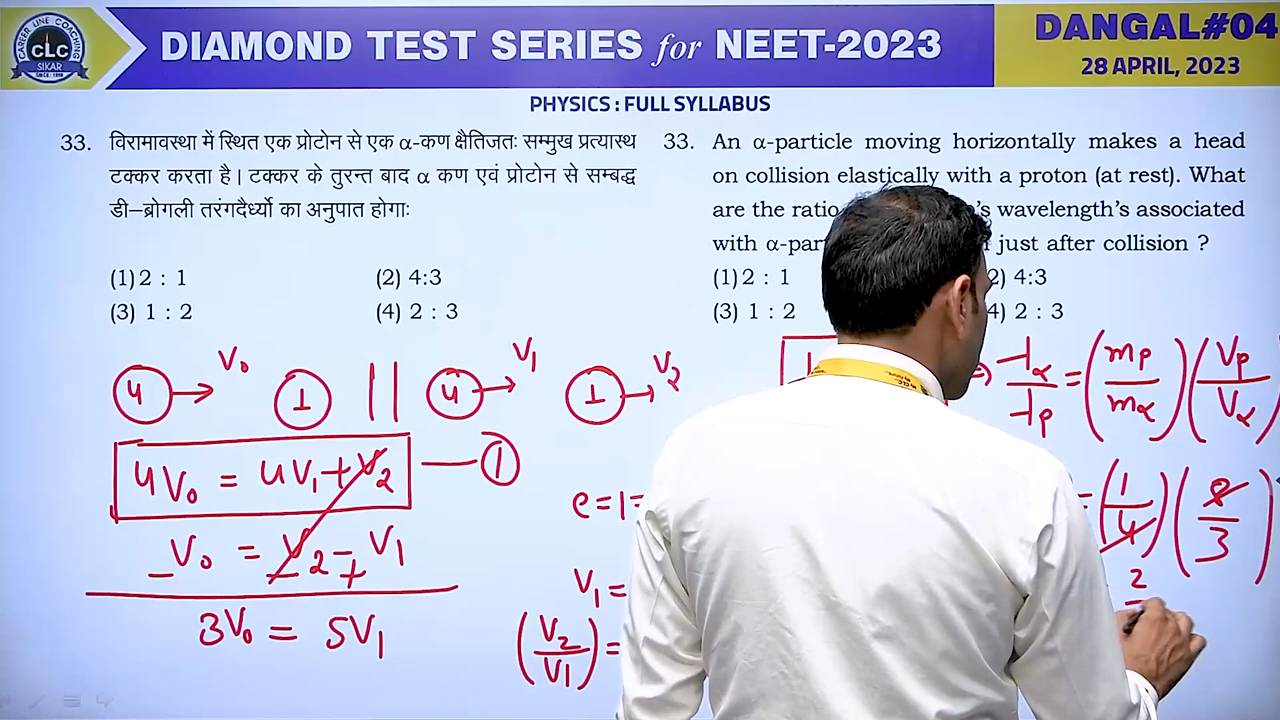 CAREER LINE COACHING
CLC
SIKAR
SINCE : 1996
DIAMOND TEST SERIES for NEET-2023
DANGAL#04
28 APRIL, 2023
PHYSICS : FULL SYLLABUS
33. विरामावस्था में स्थित एक प्रोटोन से एक α-कण क्षैतिजतः सम्मुख प्रत्यास्थ
टक्कर करता है। टक्कर के तुरन्त बाद α कण एवं प्रोटोन से सम्बद्ध
डी–ब्रोगली तरंगदैर्ध्यो का अनुपात होगाः
(1) 2 : 1 (2) 4:3
(3) 1 : 2 (4) 2 : 3
33. An α-particle moving horizontally makes a head
on collision elastically with a proton (at rest). What
are the ratio 's wavelength's associated
with α-par just after collision ?
(1) 2 : 1 2) 4:3
(3) 1 : 2 4) 2 : 3
4 → V₀ 1 || 4 → V₁ 1 → V₂
4V₀ = 4V₁ + V₂ — 1
V₀ = V₂ - V₁
3V₀ = 5V₁
e = 1 =
V₁ =
(V₂/V₁) =
⇒ λα/λp = (mp/mα) (Vp/Vα)
= (1/4) (8/3)
2